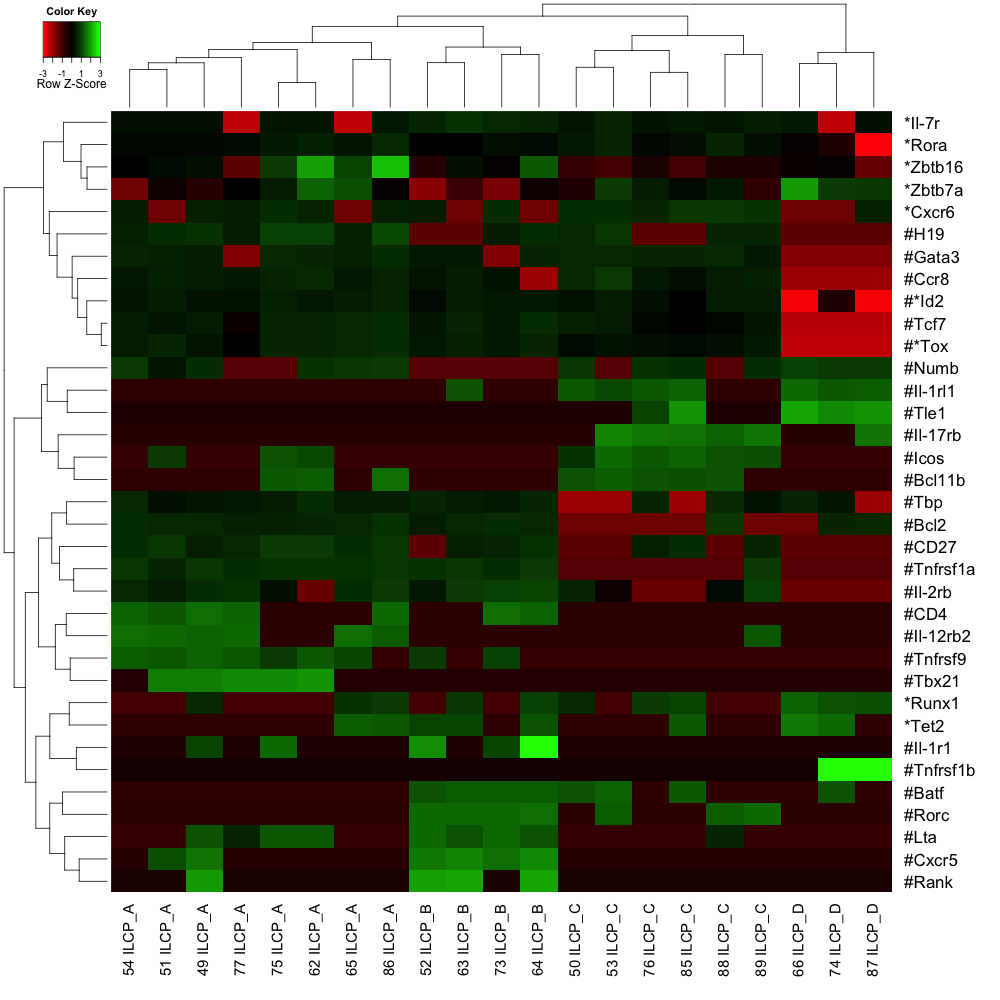 Color Key
-3 -1 1 3
Row Z-Score
*Il-7r
*Rora
*Zbtb16
*Zbtb7a
*Cxcr6
#H19
#Gata3
#Ccr8
#*Id2
#Tcf7
#*Tox
#Numb
#Il-1rl1
#Tle1
#Il-17rb
#Icos
#Bcl11b
#Tbp
#Bcl2
#CD27
#Tnfrsf1a
#Il-2rb
#CD4
#Il-12rb2
#Tnfrsf9
#Tbx21
*Runx1
*Tet2
#Il-1r1
#Tnfrsf1b
#Batf
#Rorc
#Lta
#Cxcr5
#Rank
54 ILCP_A
51 ILCP_A
49 ILCP_A
77 ILCP_A
75 ILCP_A
62 ILCP_A
65 ILCP_A
86 ILCP_A
52 ILCP_B
63 ILCP_B
73 ILCP_B
64 ILCP_B
50 ILCP_C
53 ILCP_C
76 ILCP_C
85 ILCP_C
88 ILCP_C
89 ILCP_C
66 ILCP_D
74 ILCP_D
87 ILCP_D